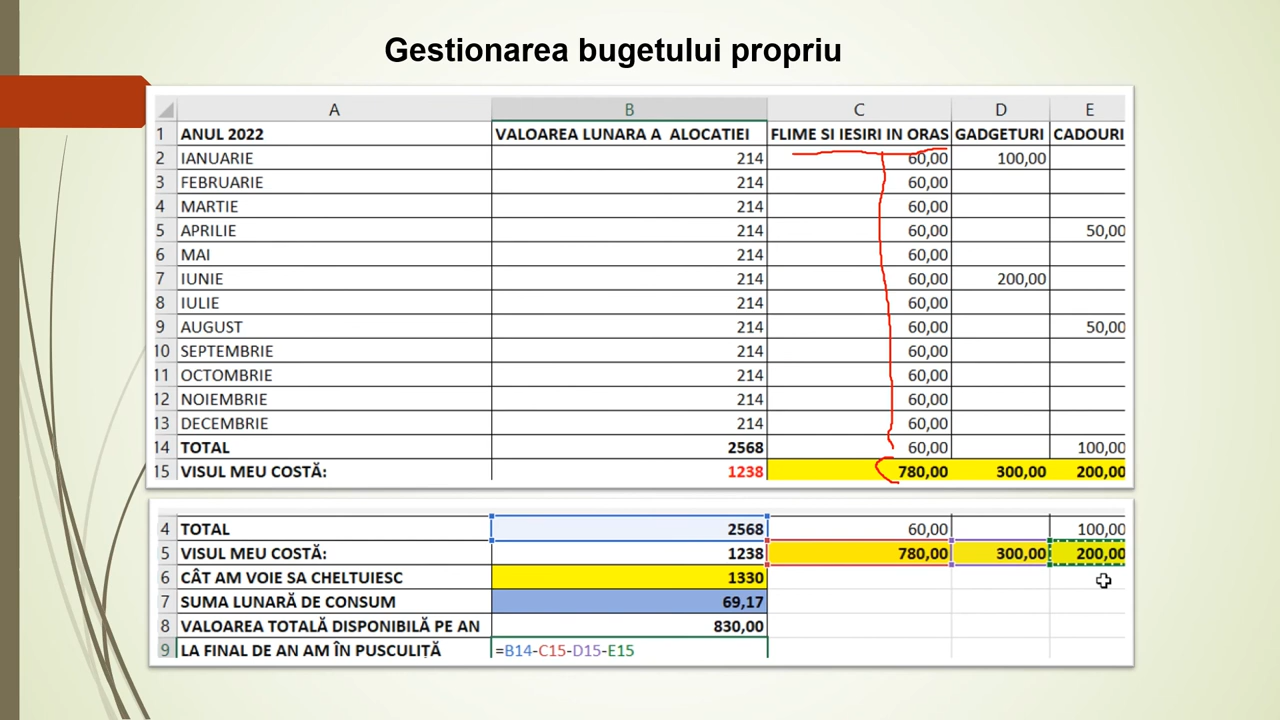 Gestionarea bugetului propriu
A B C D E
1 ANUL 2022 VALOAREA LUNARA A ALOCATIEI FLIME SI IESIRI IN ORAS GADGETURI CADOURI
2 IANUARIE 214 60,00 100,00
3 FEBRUARIE 214 60,00
4 MARTIE 214 60,00
5 APRILIE 214 60,00 50,00
6 MAI 214 60,00
7 IUNIE 214 60,00 200,00
8 IULIE 214 60,00
9 AUGUST 214 60,00 50,00
10 SEPTEMBRIE 214 60,00
11 OCTOMBRIE 214 60,00
12 NOIEMBRIE 214 60,00
13 DECEMBRIE 214 60,00
14 TOTAL 2568 60,00 100,00
15 VISUL MEU COSTĂ: 1238 780,00 300,00 200,00
4 TOTAL 2568 60,00 100,00
5 VISUL MEU COSTĂ: 1238 780,00 300,00 200,00
6 CÂT AM VOIE SA CHELTUIESC 1330
7 SUMA LUNARĂ DE CONSUM 69,17
8 VALOAREA TOTALĂ DISPONIBILĂ PE AN 830,00
9 LA FINAL DE AN AM ÎN PUSCULIȚĂ =B14-C15-D15-E15